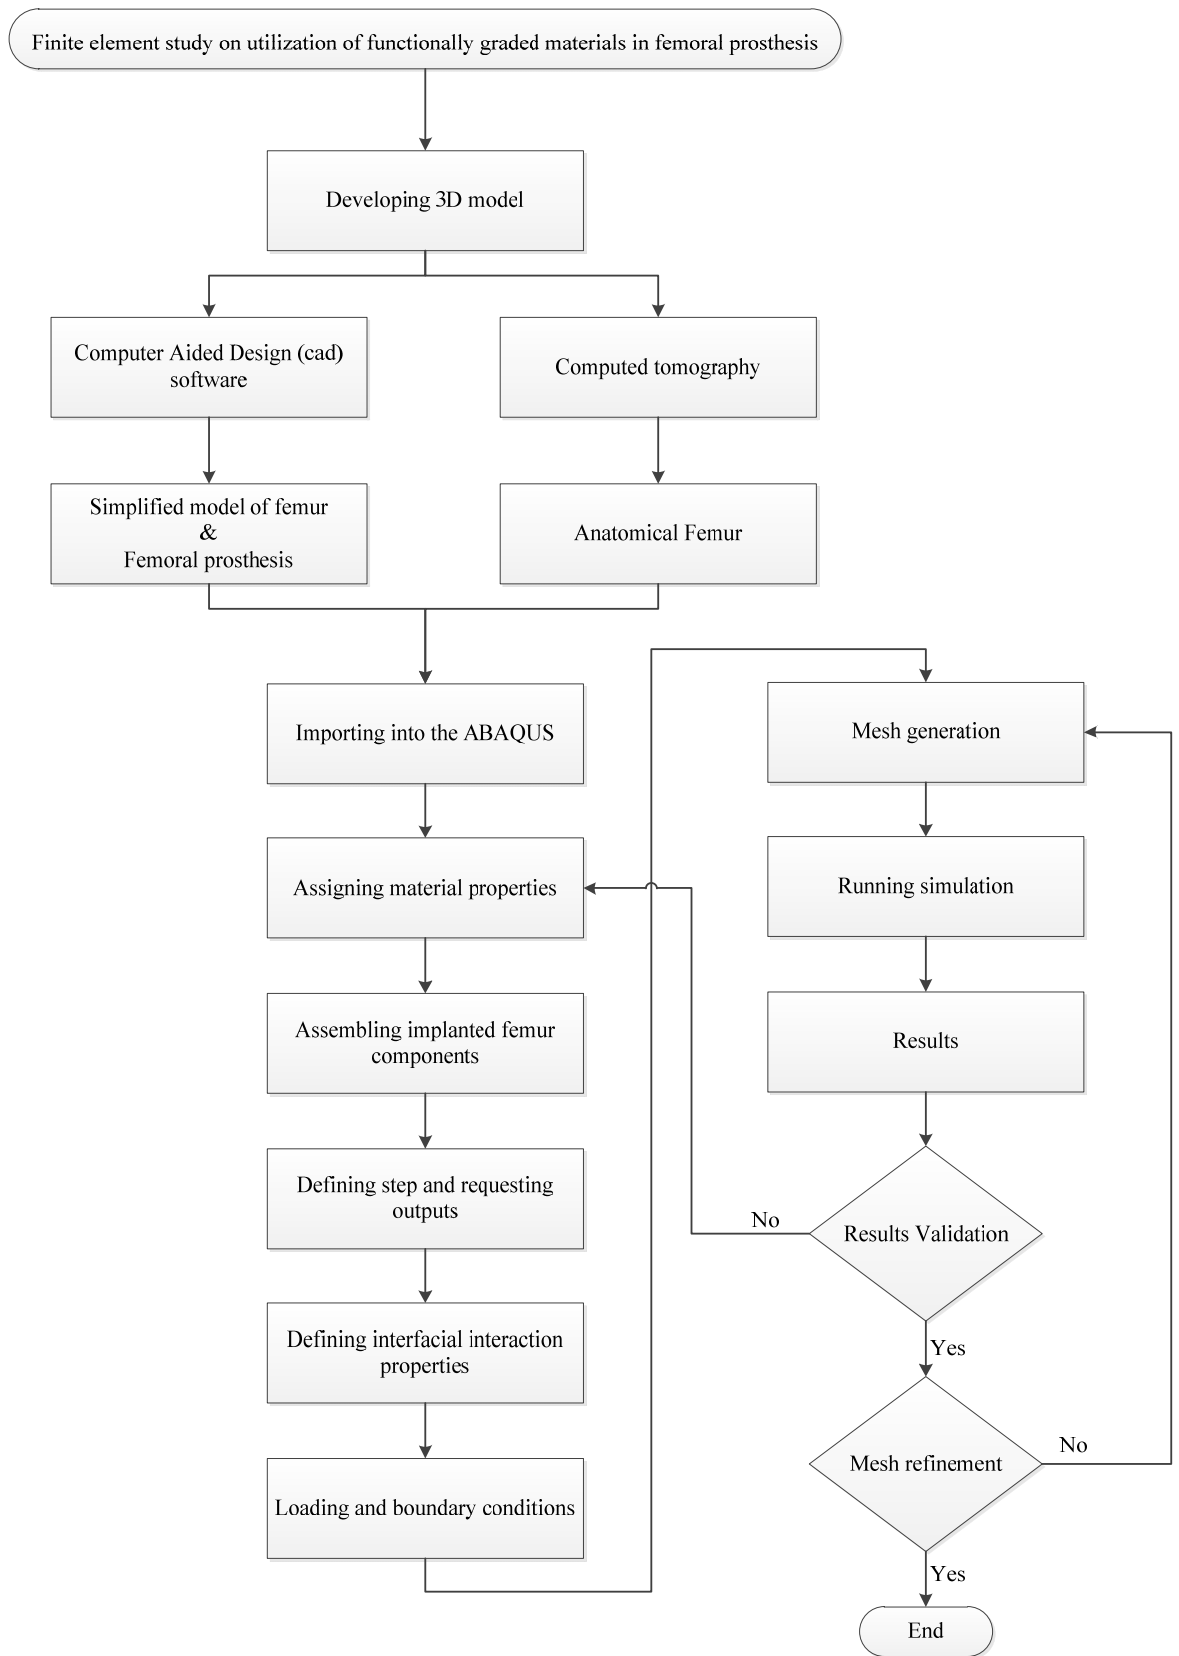 Finite element study on utilization of functionally graded materials in femoral prosthesis
Developing 3D model
Computer Aided Design (cad)
software
Computed tomography
Simplified model of femur
&
Femoral prosthesis
Anatomical Femur
Importing into the ABAQUS
Assigning material properties
Assembling implanted femur
components
Defining step and requesting
outputs
Defining interfacial interaction
properties
Loading and boundary conditions
Mesh generation
Running simulation
Results
Results Validation
No
Yes
Mesh refinement
No
Yes
End